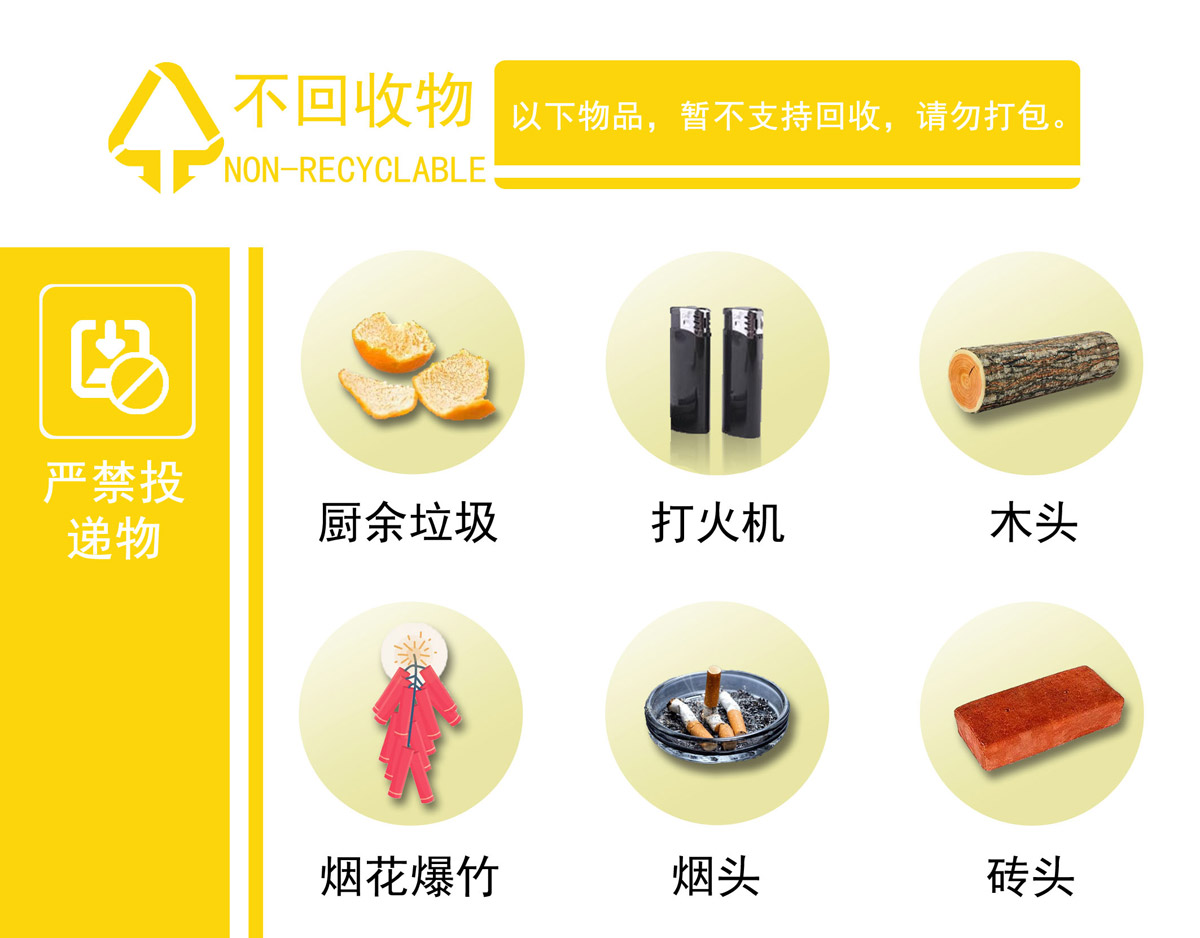 不回收物
NON-RECYCLABLE
以下物品，暂不支持回收，请勿打包。
严禁投
递物
厨余垃圾
打火机
木头
烟花爆竹
烟头
砖头